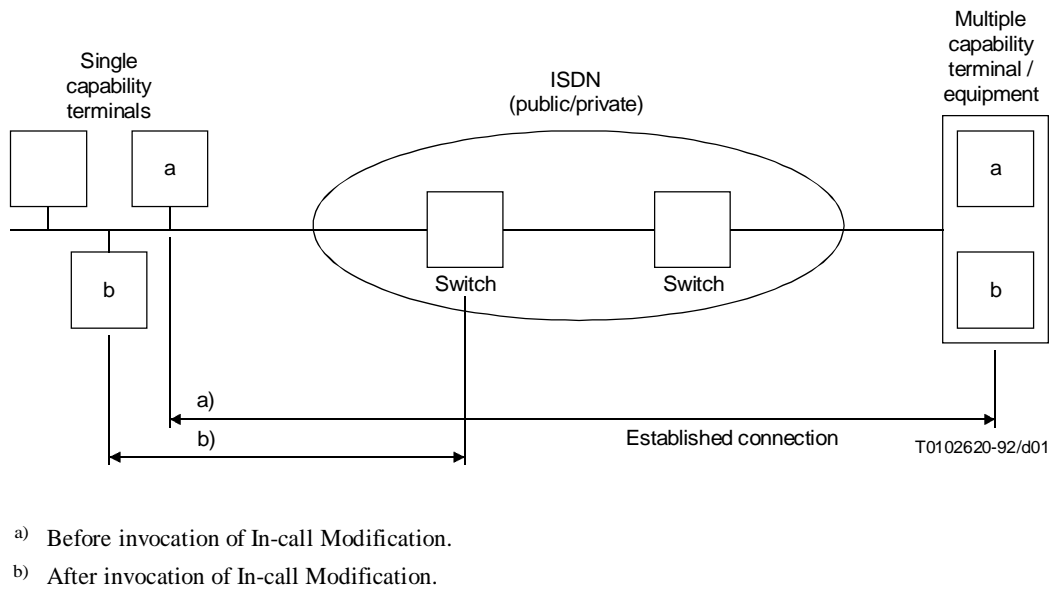 Single
capability
terminals
ISDN
(public/private)
Multiple
capability
terminal /
equipment
a
a
b
b
Switch
Switch
a)
b)
Established connection
T0102620-92/d01
a) Before invocation of In-call Modification.
b) After invocation of In-call Modification.